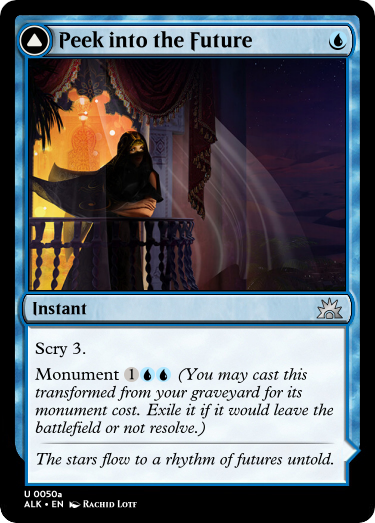 Peek into the Future
Instant
Scry 3.
Monument 1 (You may cast this
transformed from your graveyard for its
monument cost. Exile it if it would leave the
battlefield or not resolve.)
The stars flow to a rhythm of futures untold.
U 0050a
ALK • EN Rachid Lotf